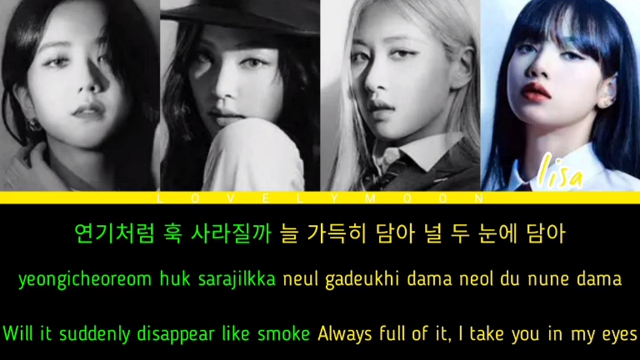 lisa
LOVELYMOON
연기처럼 훅 사라질까 늘 가득히 담아 널 두 눈에 담아
yeongicheoreom huk sarajilkka neul gadeukhi dama neol du nune dama
Will it suddenly disappear like smoke Always full of it, I take you in my eyes